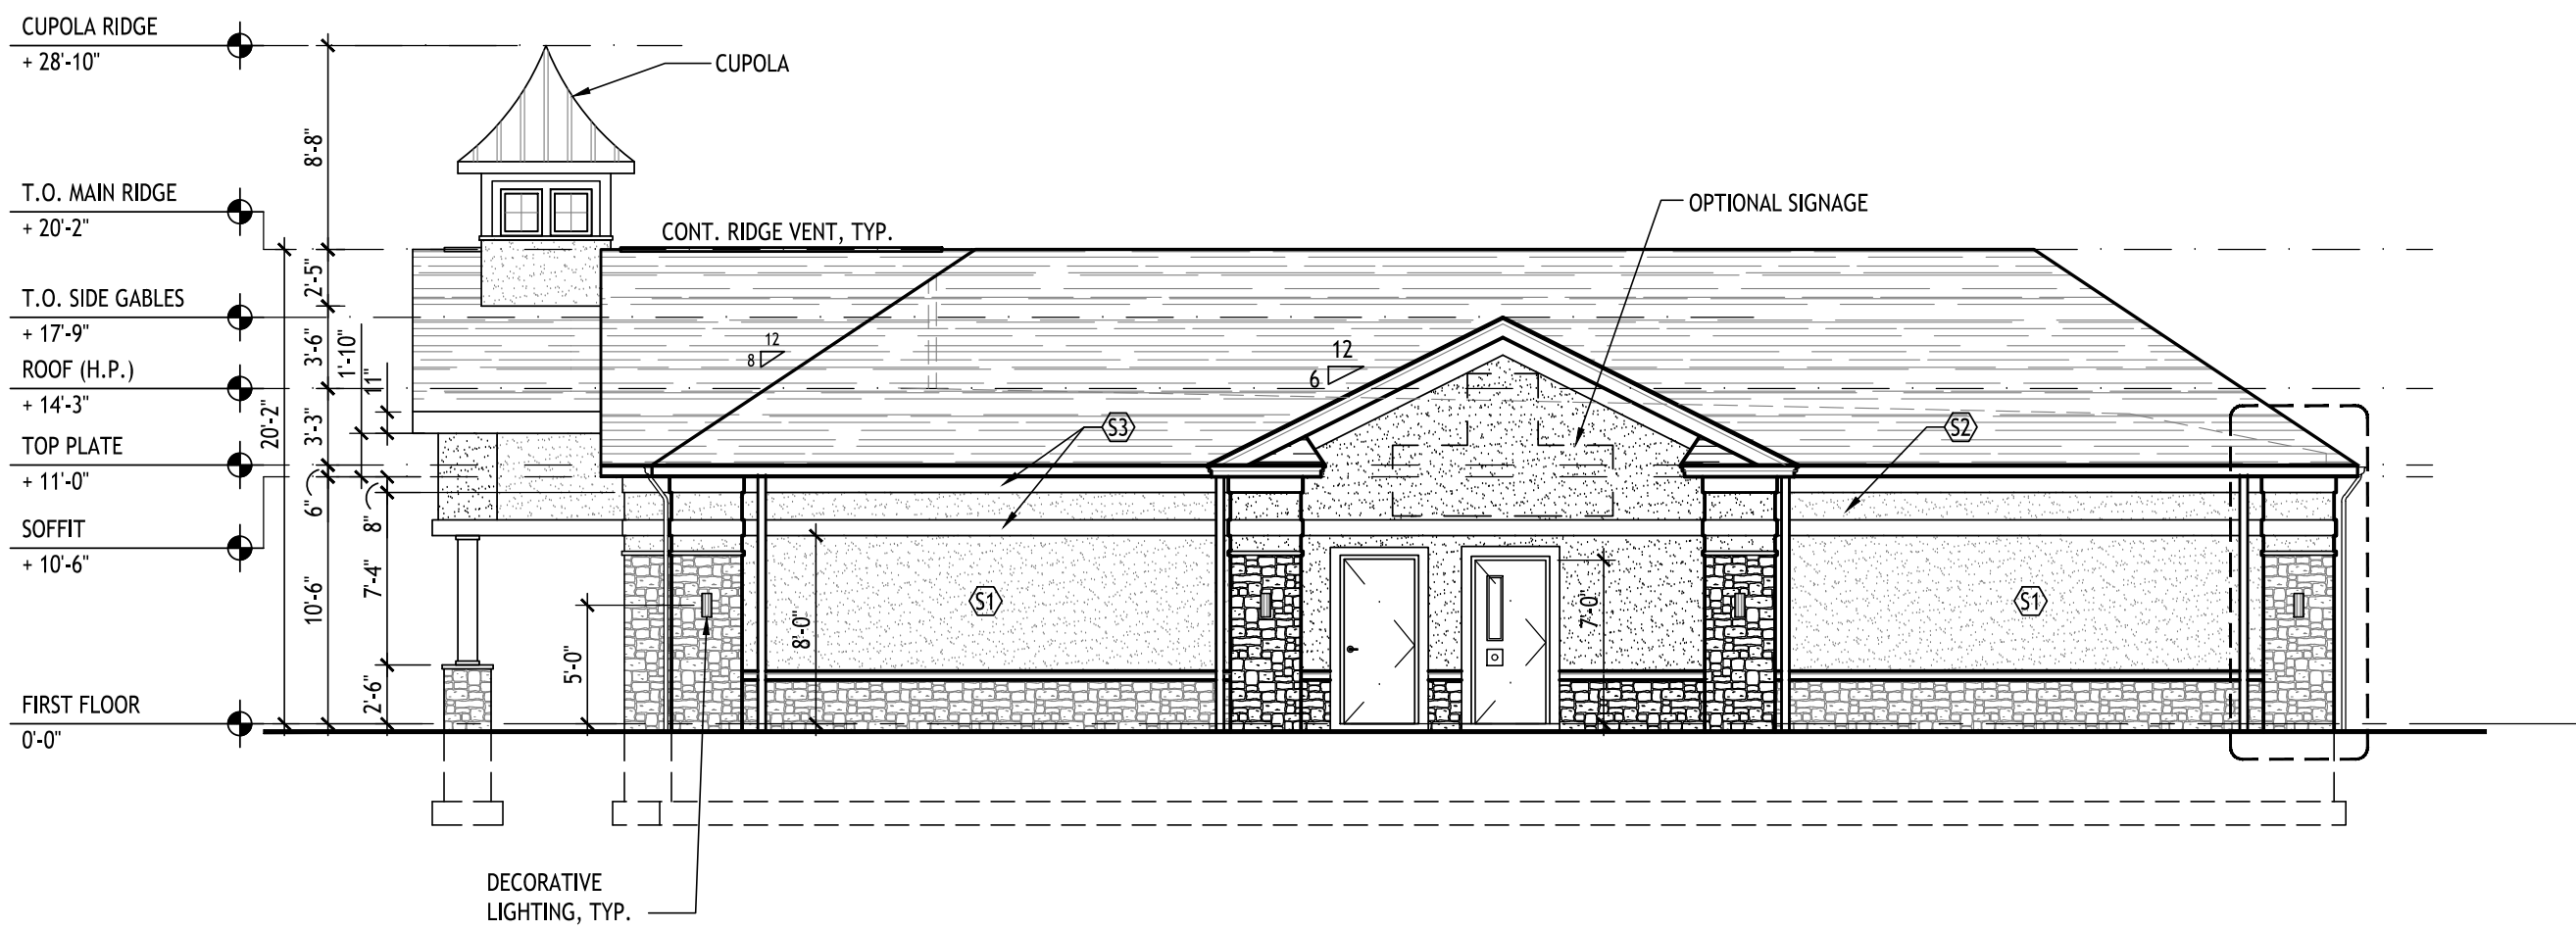 CUPOLA RIDGE
+ 28'-10"
CUPOLA
8'-8"
T.O. MAIN RIDGE
+ 20'-2"
OPTIONAL SIGNAGE
CONT. RIDGE VENT, TYP.
2'-5"
T.O. SIDE GABLES
+ 17'-9"
3'-6"
1'-10"
12
8
12
6
ROOF (H.P.)
+ 14'-3"
11"
20'-2"
3'-3"
S3
S2
TOP PLATE
+ 11'-0"
6"
8"
SOFFIT
+ 10'-6"
10'-6"
7'-4"
S1
S1
8'-0"
7'-0"
5'-0"
2'-6"
FIRST FLOOR
0'-0"
DECORATIVE
LIGHTING, TYP.